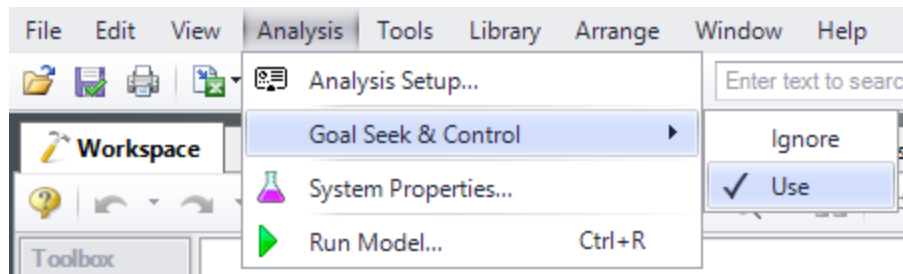 File Edit View Analysis Tools Library Arrange Window Help
Analysis Setup... Enter text to searc
Goal Seek & Control Ignore
Workspace
System Properties... Use
Run Model... Ctrl+R
Toolbox